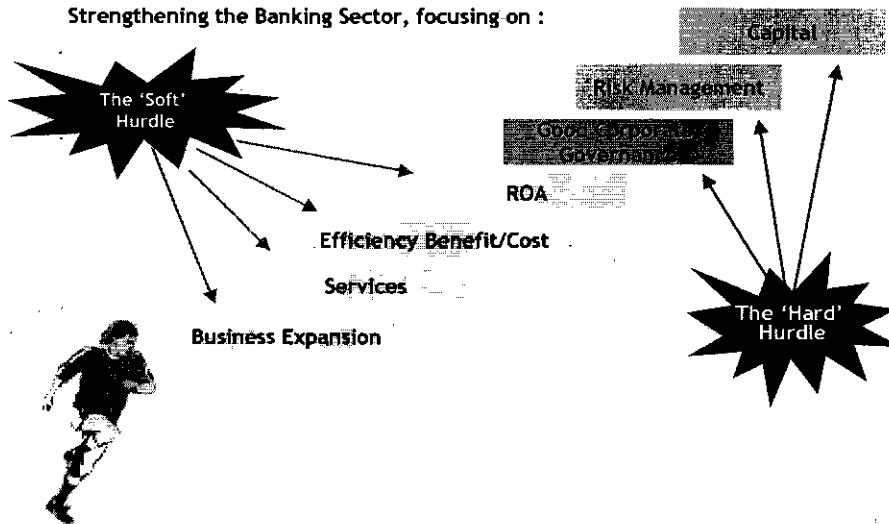 Strengthening the Banking Sector, focusing on :
Capital
The 'Soft'
Hurdle
Risk Management
Good Corporate
Governance
ROA
Efficiency Benefit/Cost
Services
The 'Hard'
Hurdle
Business Expansion